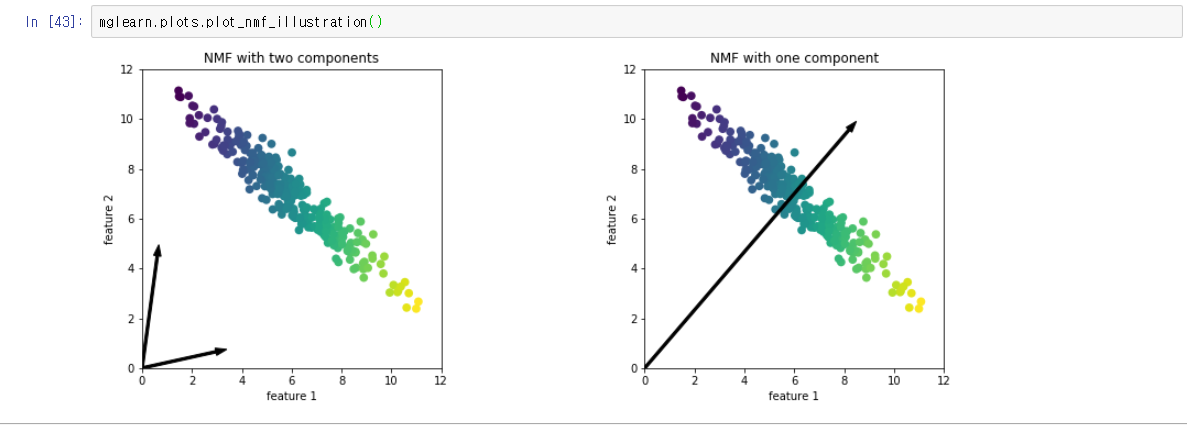 In [43]: mglearn.plots.plot_nmf_illustration()
NMF with two components
12
10
8
6
4
2
0
feature 2
0 2 4 6 8 10 12
feature 1
NMF with one component
12
10
8
6
4
2
0
feature 2
0 2 4 6 8 10 12
feature 1